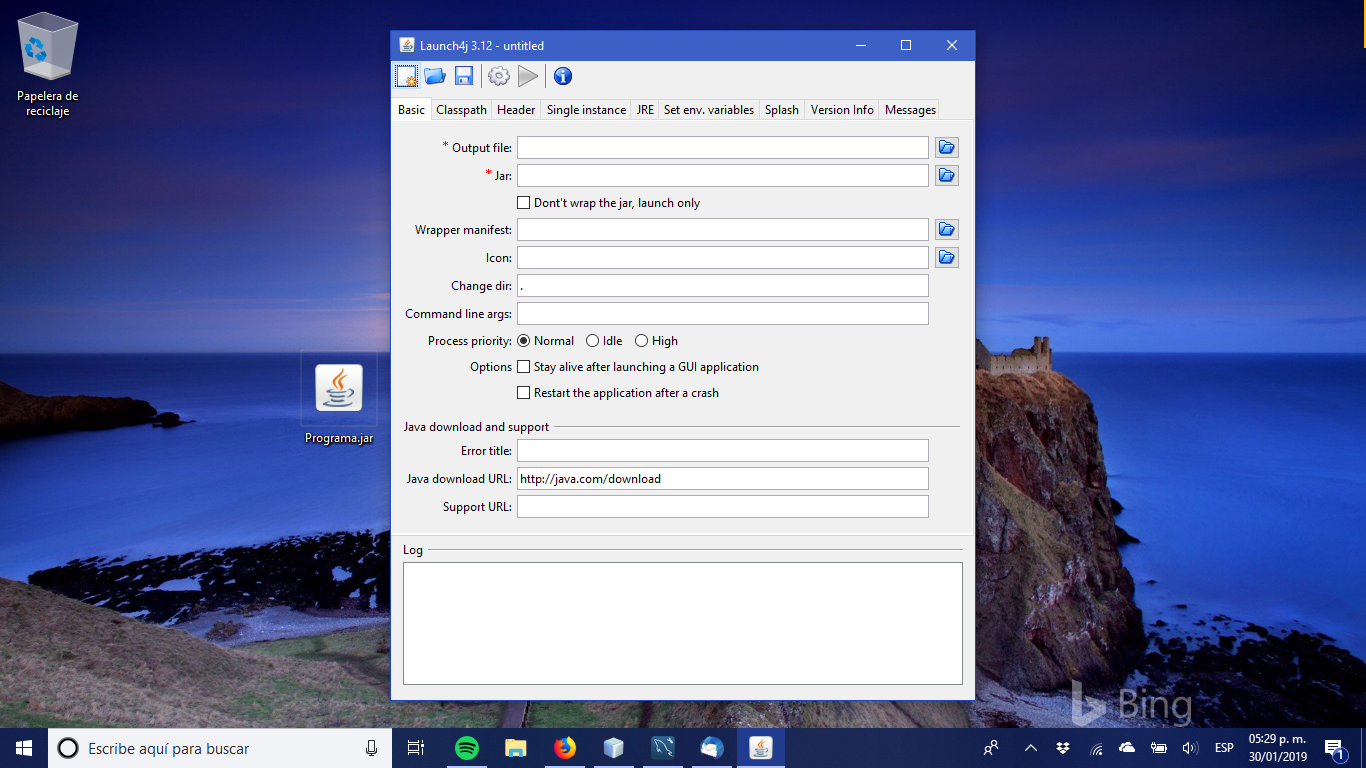 Papelera de
reciclaje
Programa.jar
Launch4j 3.12 - untitled
Basic Classpath Header Single instance JRE Set env. variables Splash Version Info Messages
* Output file:
* Jar:
Dont't wrap the jar, launch only
Wrapper manifest:
Icon:
Change dir: .
Command line args:
Process priority: Normal Idle High
Options Stay alive after launching a GUI application
Restart the application after a crash
Java download and support
Error title:
Java download URL: http://java.com/download
Support URL:
Log
Bing
Escribe aquí para buscar
ESP
05:29 p. m.
30/01/2019
1